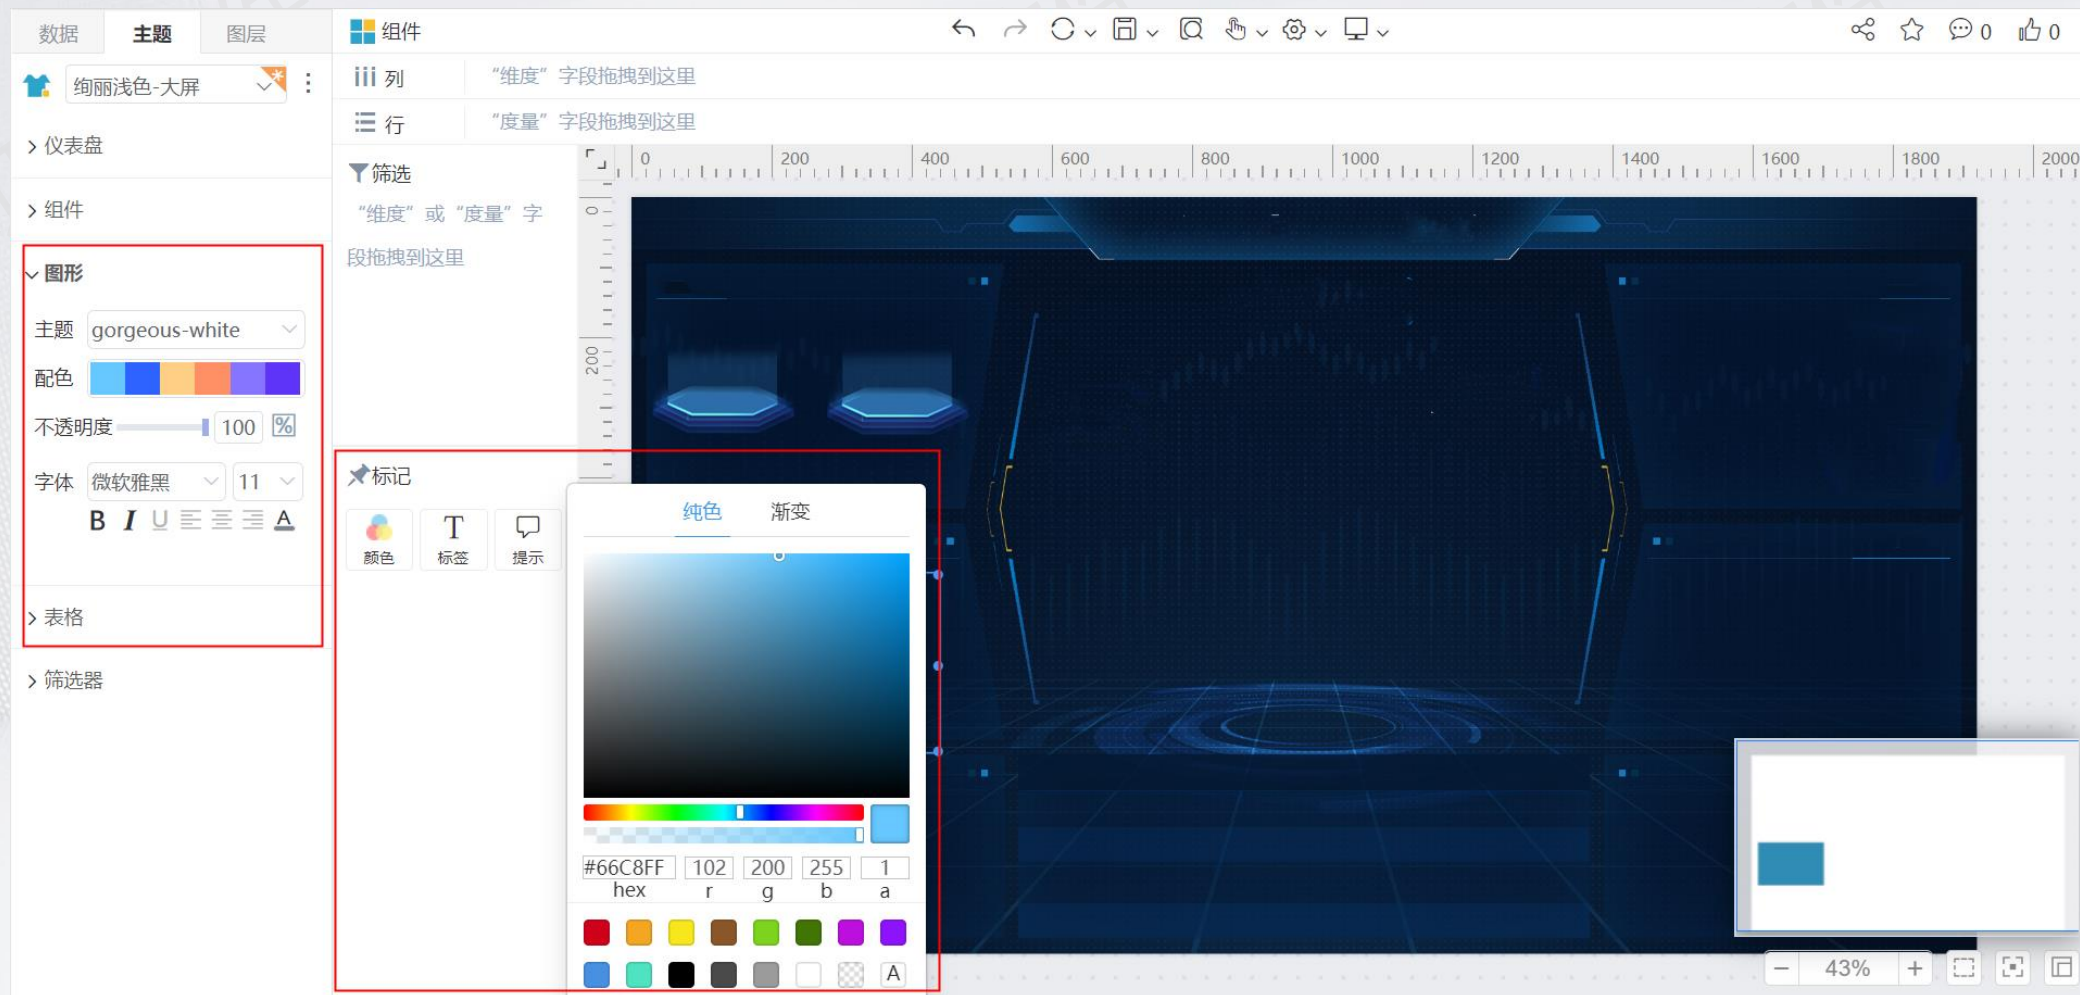 数据 主题 图层
绚丽浅色-大屏
仪表盘
组件
图形
主题 gorgeous-white
配色
不透明度 100 %
字体 微软雅黑 11
B I U A
表格
筛选器
组件
0 0
列 “维度” 字段拖拽到这里
行 “度量” 字段拖拽到这里
筛选
“维度” 或 “度量” 字
段拖拽到这里
0 200 400 600 800 1000 1200 1400 1600 1800 2000
0
200
标记
颜色 T 标签 提示
纯色 渐变
#66C8FF 102 200 255 1
hex r g b a
A
43%